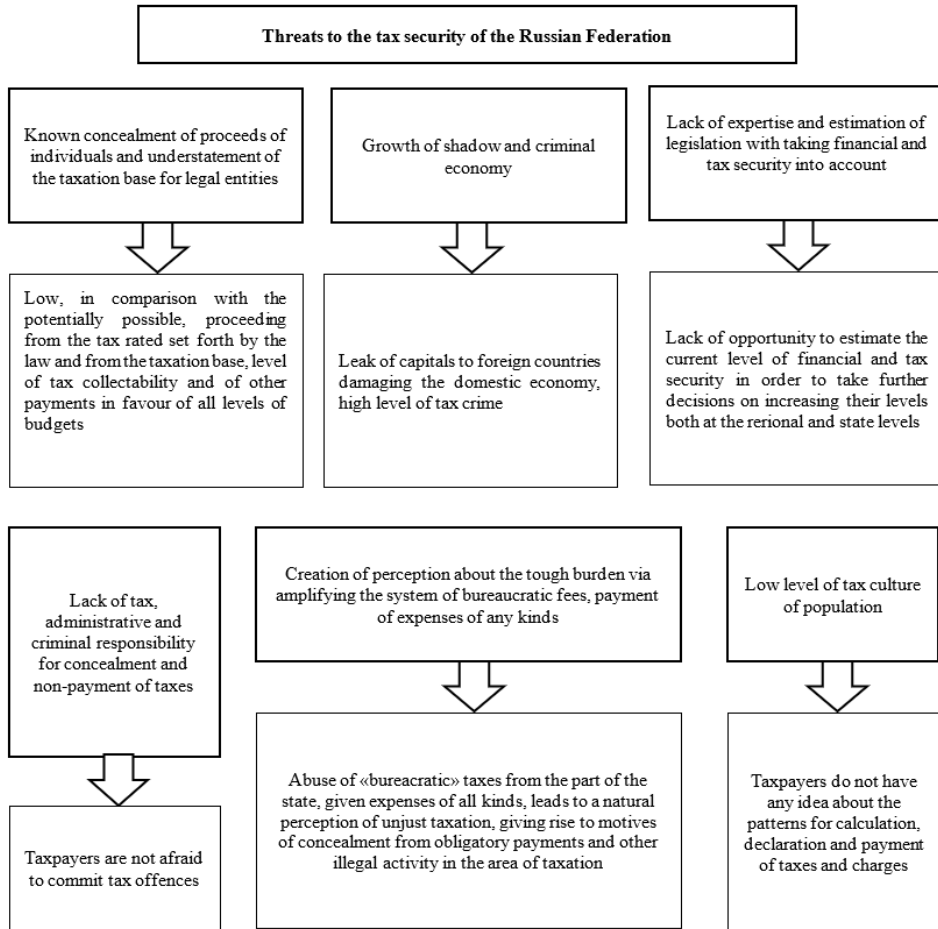 Threats to the tax security of the Russian Federation
Known concealment of proceeds of
individuals and understatement of
the taxation base for legal entities
Growth of shadow and criminal
economy
Lack of expertise and estimation of
legislation with taking financial and
tax security into account
Low, in comparison with the
potentially possible, proceeding
from the tax rated set forth by the
law and from the taxation base, level
of tax collectability and of other
payments in favour of all levels of
budgets
Leak of capitals to foreign countries
damaging the domestic economy,
high level of tax crime
Lack of opportunity to estimate the
current level of financial and tax
security in order to take further
decisions on increasing their levels
both at the rerional and state levels
Lack of tax,
administrative and
criminal responsibility
for concealment and
non-payment of taxes
Creation of perception about the tough burden via
amplifying the system of bureaucratic fees, payment
of expenses of any kinds
Low level of tax culture
of population
Taxpayers are not afraid
to commit tax offences
Abuse of «bureacratic» taxes from the part of the
state, given expenses of all kinds, leads to a natural
perception of unjust taxation, giving rise to motives
of concealment from obligatory payments and other
illegal activity in the area of taxation
Taxpayers do not have
any idea about the
patterns for calculation,
declaration and payment
of taxes and charges